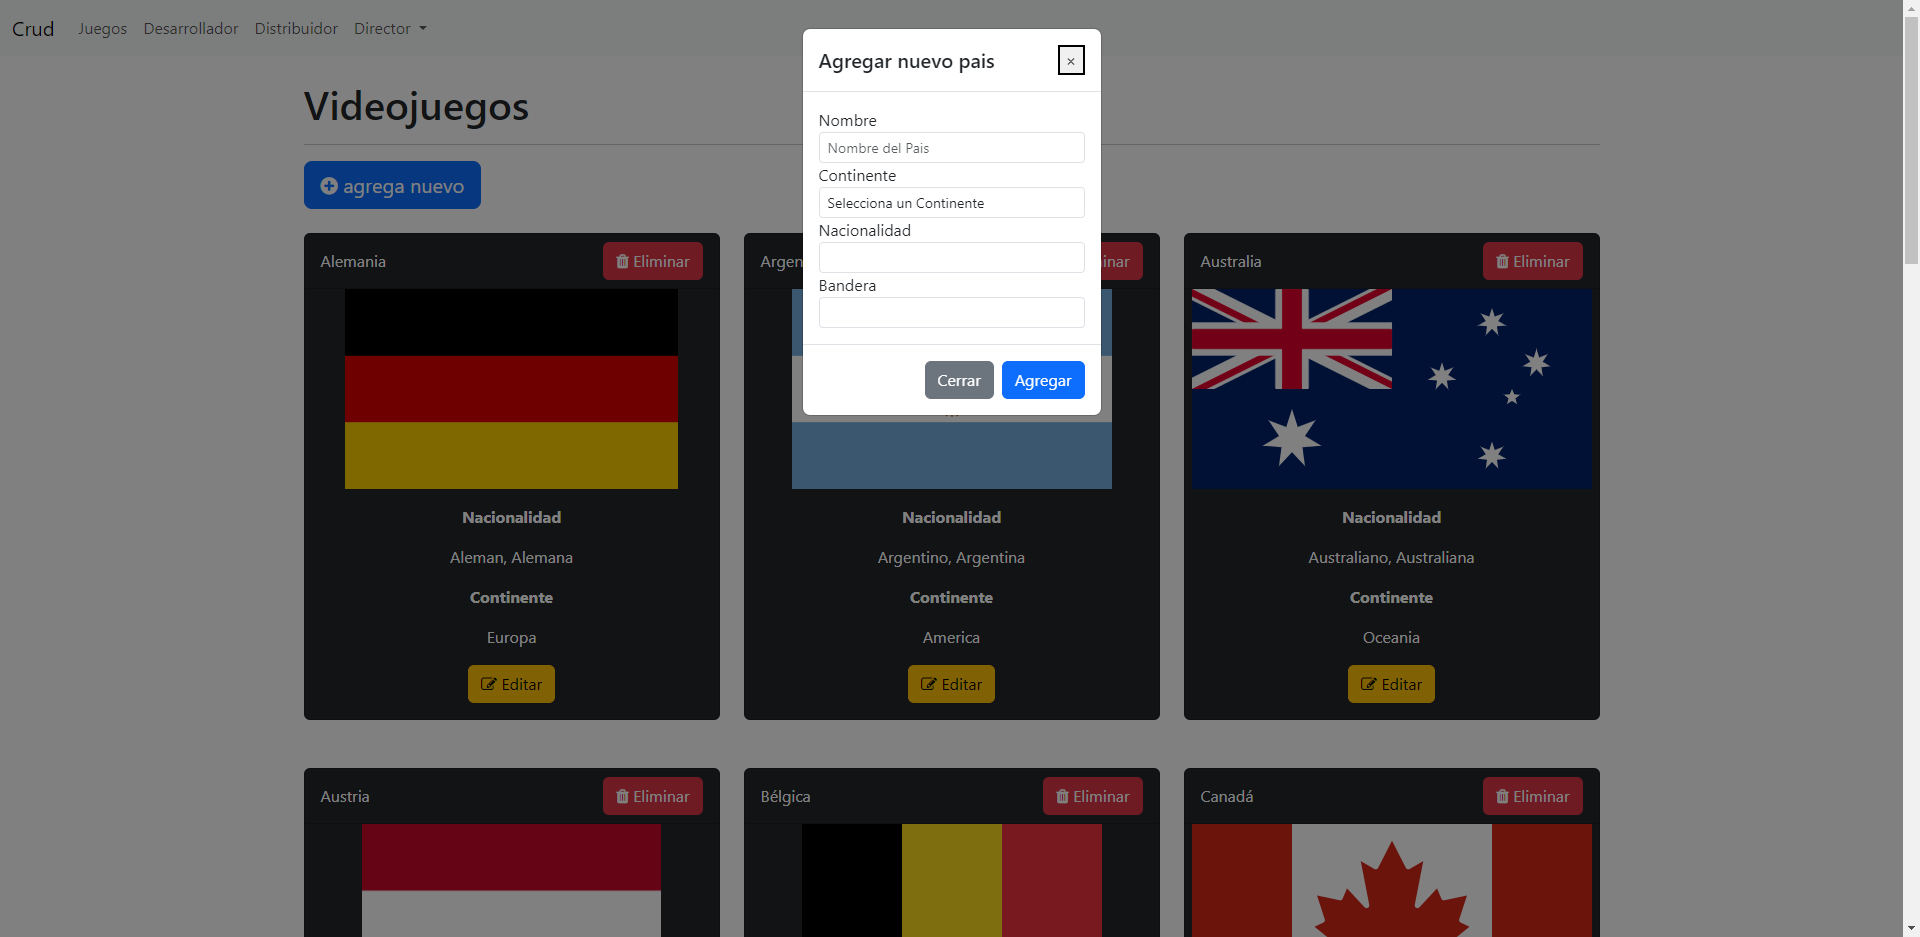 Crud Juegos Desarrollador Distribuidor Director
Agregar nuevo pais ×
Nombre
Nombre del Pais
Continente
Selecciona un Continente
Nacionalidad
Bandera
Cerrar Agregar
Videojuegos
agrega nuevo
Alemania Eliminar
Nacionalidad
Aleman, Alemana
Continente
Europa
Editar
Argen inar
Nacionalidad
Argentino, Argentina
Continente
America
Editar
Australia Eliminar
Nacionalidad
Australiano, Australiana
Continente
Oceania
Editar
Austria Eliminar
Bélgica Eliminar
Canadá Eliminar